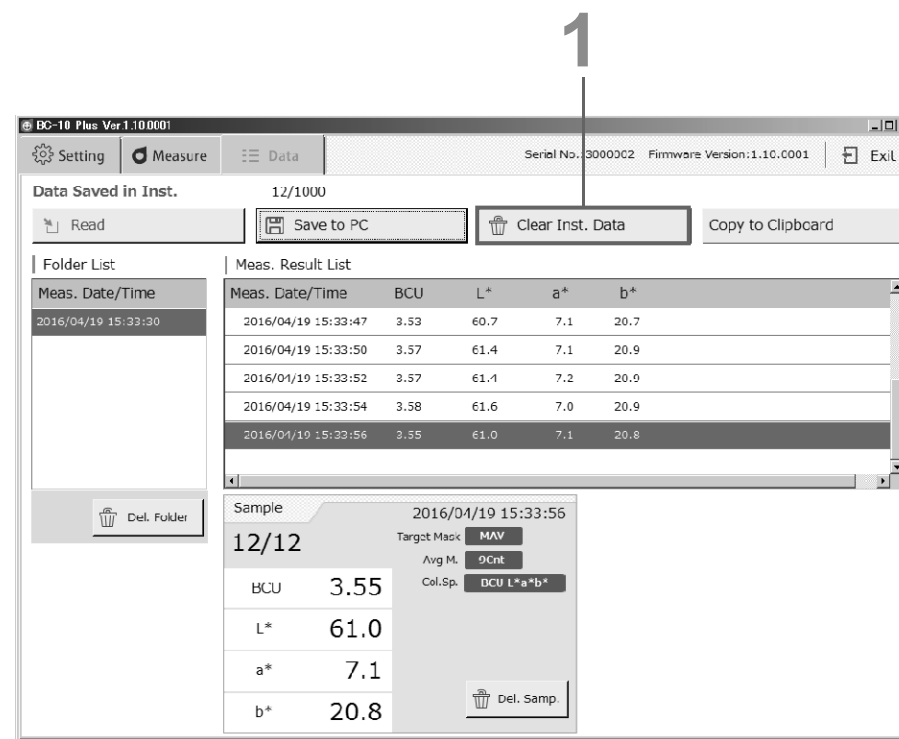 1
BC-10 Plus Ver.1.10.0001
Setting Measure Data Serial No.:3000002 Firmware Version:1.10.0001 Exit
Data Saved in Inst. 12/1000
Read Save to PC Clear Inst. Data Copy to Clipboard
Folder List Meas. Result List
Meas. Date/Time Meas. Date/Time BCU L* a* b*
2016/04/19 15:33:30 2016/04/19 15:33:47 3.53 60.7 7.1 20.7
2016/04/19 15:33:50 3.57 61.4 7.1 20.9
2016/04/19 15:33:52 3.57 61.4 7.2 20.9
2016/04/19 15:33:54 3.58 61.6 7.0 20.9
2016/04/19 15:33:56 3.55 61.0 7.1 20.8
Del. Folder
Sample 2016/04/19 15:33:56
12/12 Target Mask MAV
Avg M. 9Cnt
BCU 3.55 Col.Sp. BCU L*a*b*
L* 61.0
a* 7.1
Del. Samp.
b* 20.8